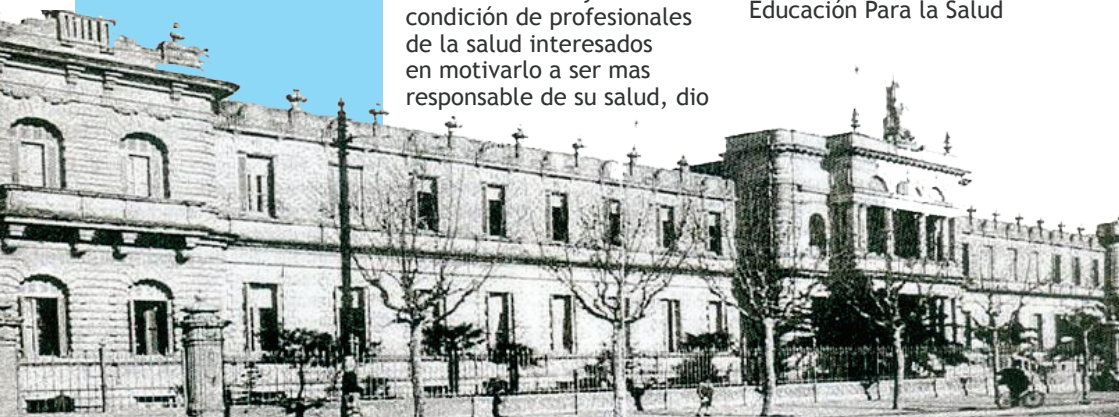 condición de profesionales
de la salud interesados
en motivarlo a ser mas
responsable de su salud, dio
Educación Para la Salud